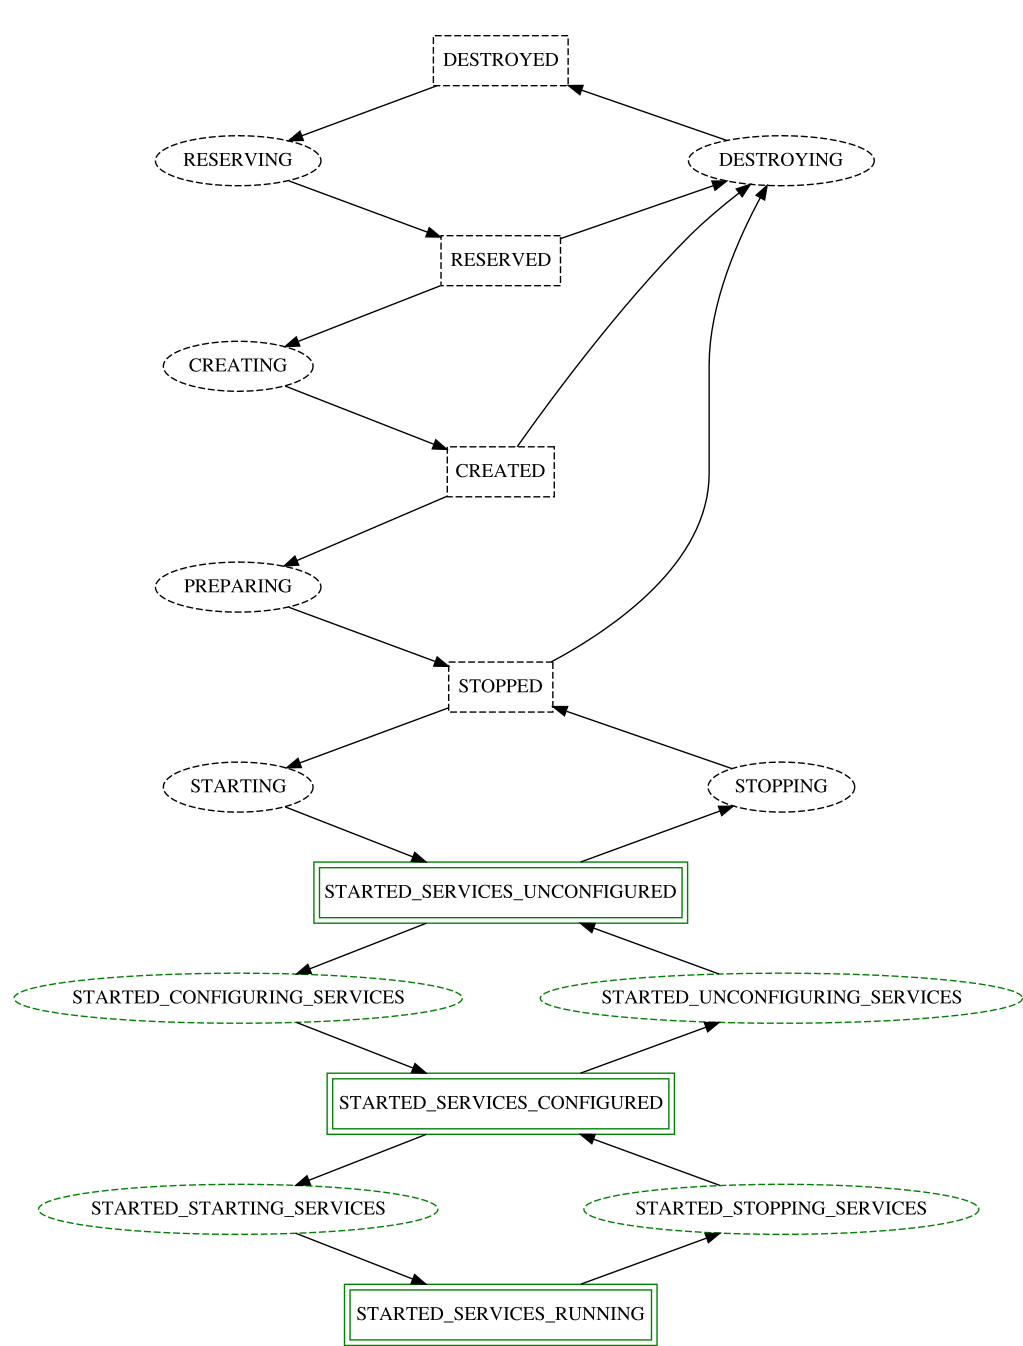 DESTROYED
RESERVING
DESTROYING
RESERVED
CREATING
CREATED
PREPARING
STOPPED
STARTING
STOPPING
STARTED_SERVICES_UNCONFIGURED
STARTED_CONFIGURING_SERVICES
STARTED_UNCONFIGURING_SERVICES
STARTED_SERVICES_CONFIGURED
STARTED_STARTING_SERVICES
STARTED_STOPPING_SERVICES
STARTED_SERVICES_RUNNING